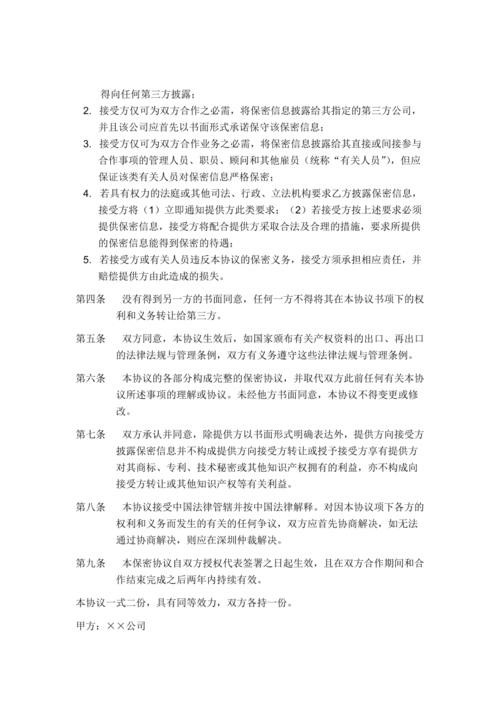 得向任何第三方披露；
2. 接受方仅可为双方合作之必需，将保密信息披露给其指定的第三方公司，
并且该公司应首先以书面形式承诺保守该保密信息；
3. 接受方仅可为双方合作业务之必需，将保密信息披露给其直接或间接参与
合作事项的管理人员、职员、顾问和其他雇员（统称“有关人员”），但应
保证该类有关人员对保密信息严格保密；
4. 若具有权力的法庭或其他司法、行政、立法机构要求乙方披露保密信息，
接受方将（1）立即通知提供方此类要求；（2）若接受方按上述要求必须
提供保密信息，接受方将配合提供方采取合法及合理的措施，要求所提供
的保密信息能得到保密的待遇；
5. 若接受方或有关人员违反本协议的保密义务，接受方须承担相应责任，并
赔偿提供方由此造成的损失。
第四条 没有得到另一方的书面同意，任何一方不得将其在本协议书项下的权
利和义务转让给第三方。
第五条 双方同意，本协议生效后，如国家颁布有关产权资料的出口、再出口
的法律法规与管理条例，双方有义务遵守这些法律法规与管理条例。
第六条 本协议的各部分构成完整的保密协议，并取代双方此前任何有关本协
议所述事项的理解或协议。未经他方书面同意，本协议不得变更或修
改。
第七条 双方承认并同意，除提供方以书面形式明确表达外，提供方向接受方
披露保密信息并不构成提供方向接受方转让或授予接受方享有提供方
对其商标、专利、技术秘密或其他知识产权拥有的利益，亦不构成向
接受方转让或其他知识产权等有关利益。
第八条 本协议接受中国法律管辖并按中国法律解释。对因本协议项下各方的
权利和义务而发生的有关的任何争议，双方应首先协商解决，如无法
通过协商解决，则应在深圳仲裁解决。
第九条 本保密协议自双方授权代表签署之日起生效，且在双方合作期间和合
作结束完成之后两年内持续有效。
本协议一式二份，具有同等效力，双方各持一份。
甲方：××公司